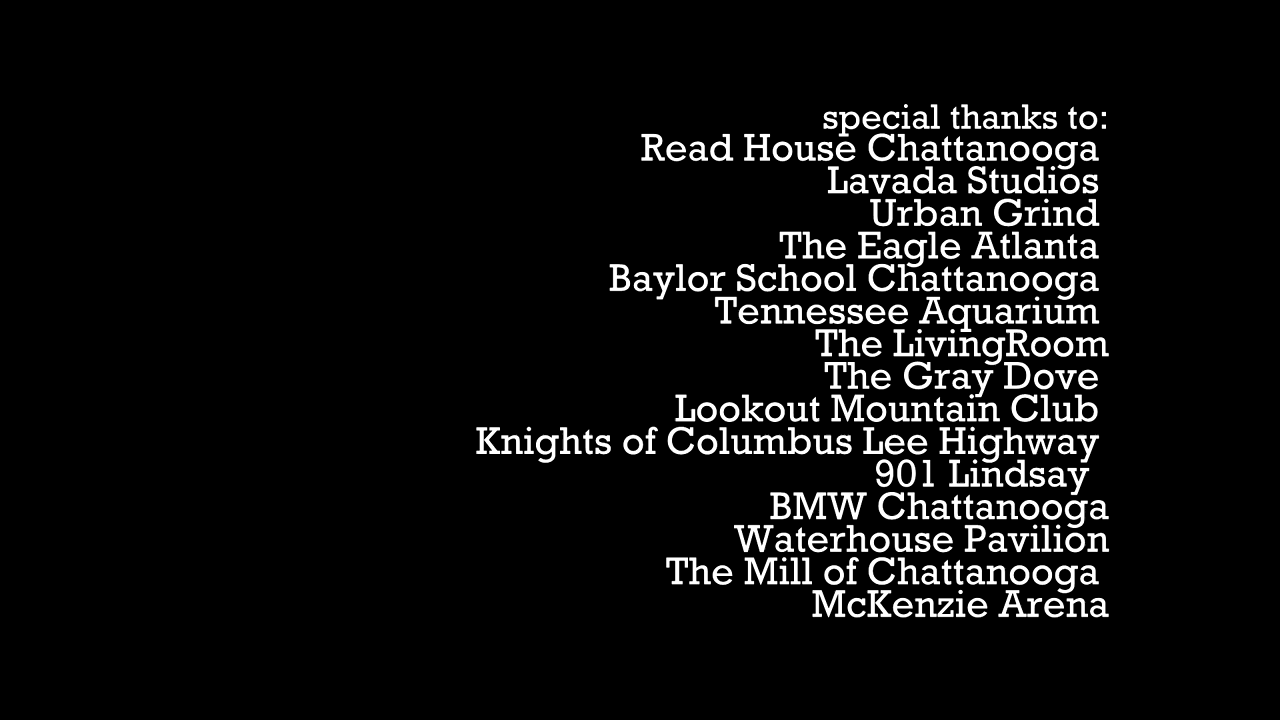 special thanks to:
Read House Chattanooga
Lavada Studios
Urban Grind
The Eagle Atlanta
Baylor School Chattanooga
Tennessee Aquarium
The LivingRoom
The Gray Dove
Lookout Mountain Club
Knights of Columbus Lee Highway
901 Lindsay
BMW Chattanooga
Waterhouse Pavilion
The Mill of Chattanooga
McKenzie Arena